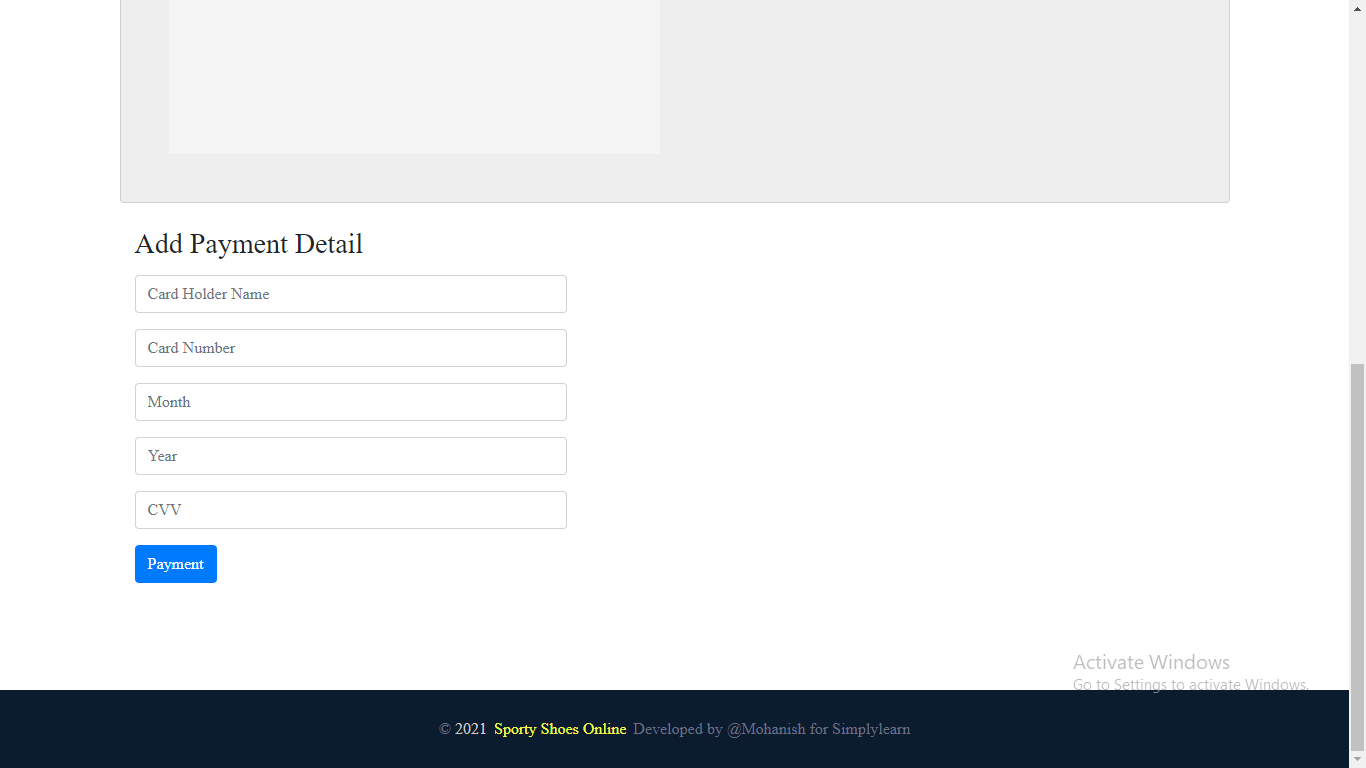 Add Payment Detail
Card Holder Name
Card Number
Month
Year
CVV
Payment
Activate Windows
Go to Settings to activate Windows.
© 2021 Sporty Shoes Online Developed by @Mohanish for Simplylearn